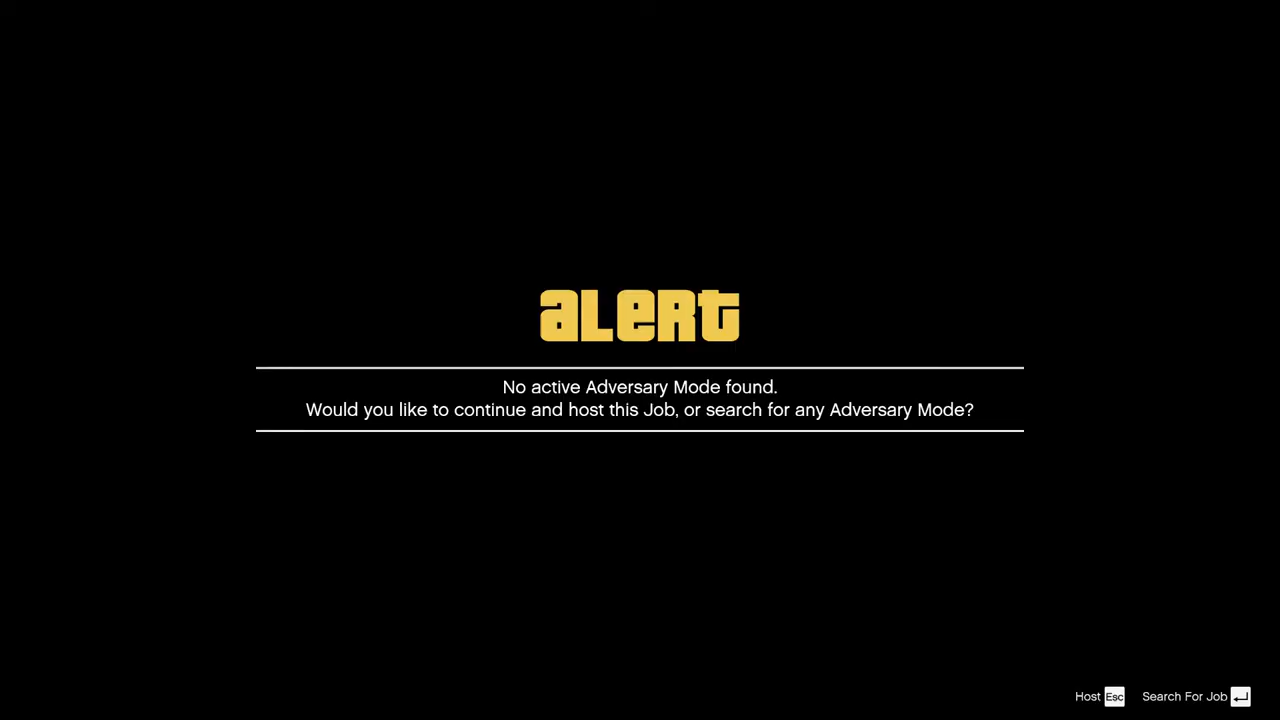 aLeRt
No active Adversary Mode found.
Would you like to continue and host this Job, or search for any Adversary Mode?
Host Esc Search For Job